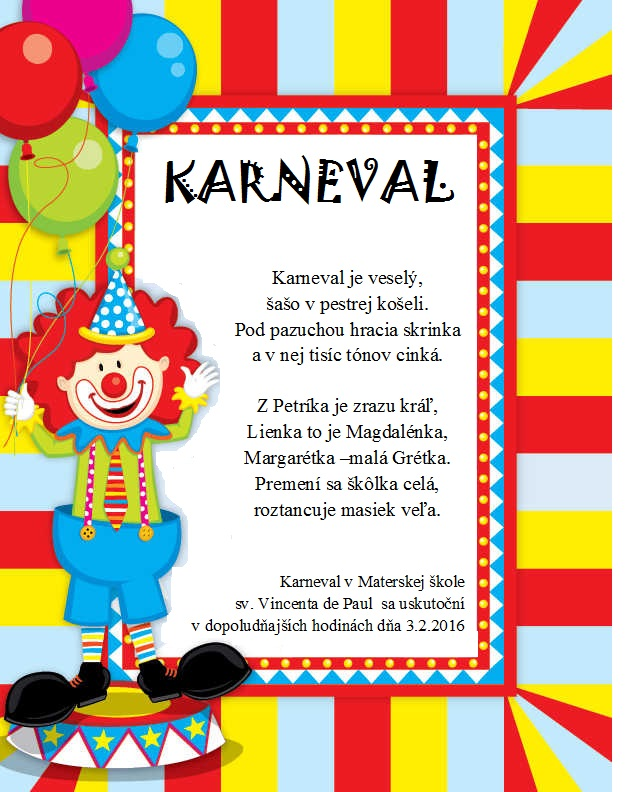 KARNEVAL
Karneval je veselý,
šašo v pestrej košeli.
Pod pazuchou hracia skrinka
a v nej tisíc tónov cinká.
Z Petríka je zrazu kráľ,
Lienka to je Magdalénka,
Margarétka –malá Grétka.
Premení sa škôlka celá,
roztancuje masiek veľa.
Karneval v Materskej škole
sv. Vincenta de Paul sa uskutoční
v dopoludňajších hodinách dňa 3.2.2016